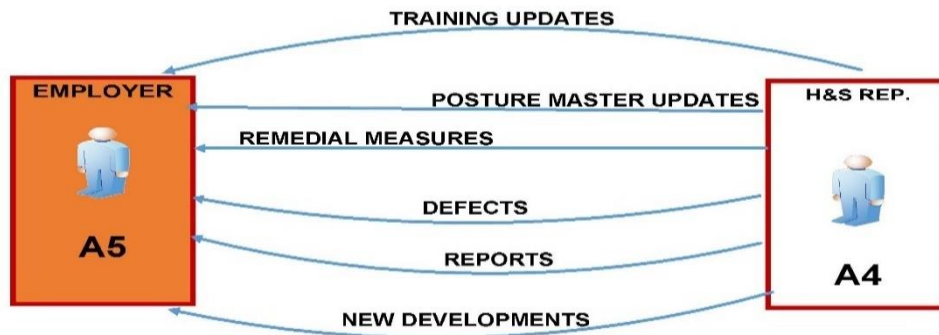 TRAINING UPDATES
EMPLOYER
H&S REP.
POSTURE MASTER UPDATES
REMEDIAL MEASURES
DEFECTS
A5
REPORTS
A4
NEW DEVELOPMENTS